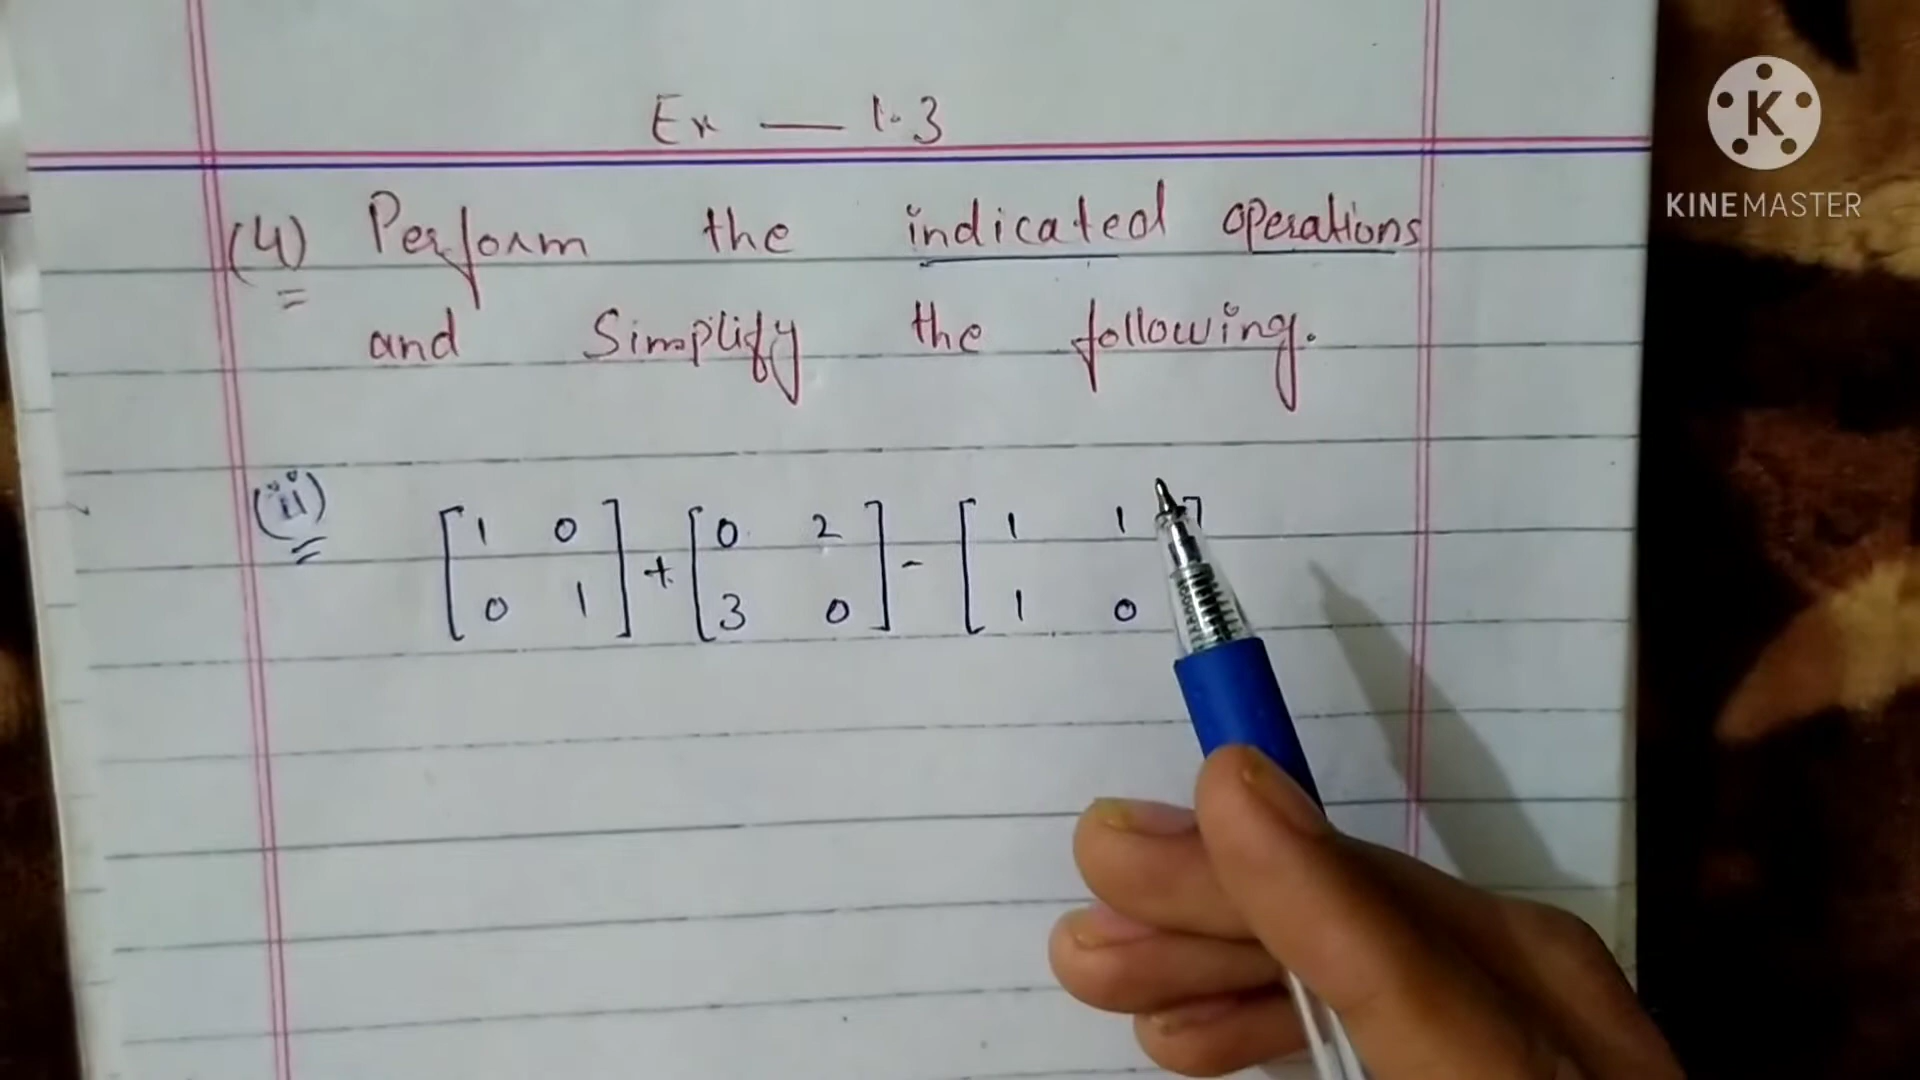 Ex — 1.3
(4) Perform the indicated operations
and Simplify the following.
(ii) [1 0] + [0 2] - [1 1]
[0 1] [3 0] [1 0
KINEMASTER